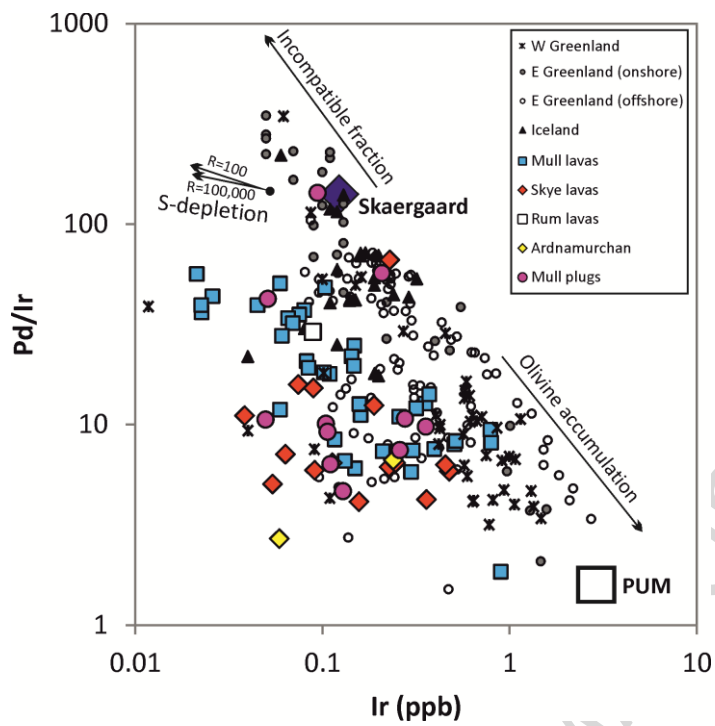 1000
100
10
1
Pd/Ir
0.01
0.1
1
10
Ir (ppb)
Incompatible fraction
R=100
R=100,000
S-depletion
Skaergaard
Olivine accumulation
PUM
W Greenland
E Greenland (onshore)
E Greenland (offshore)
Iceland
Mull lavas
Skye lavas
Rum lavas
Ardnamurchan
Mull plugs